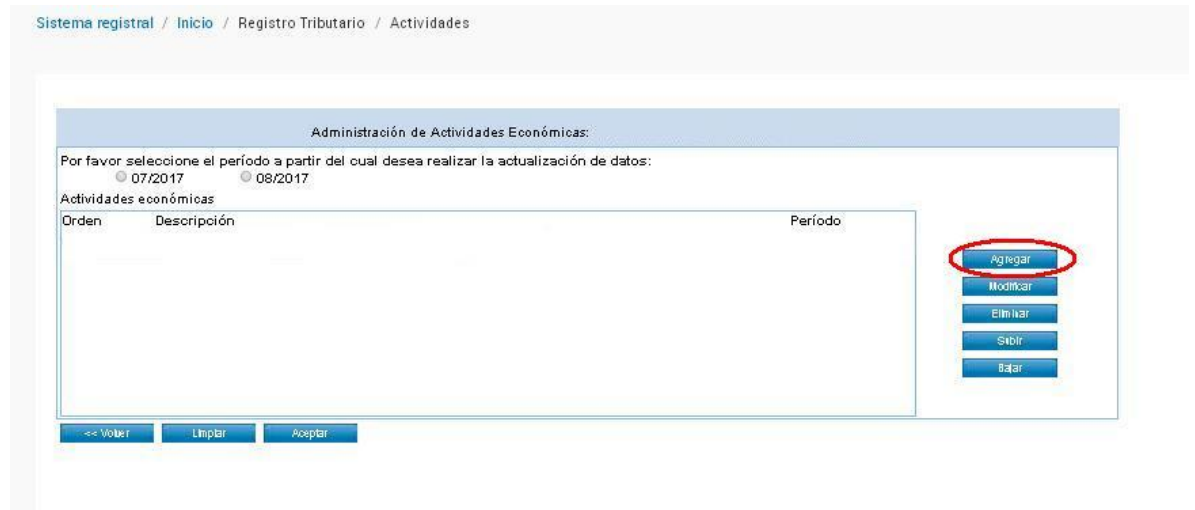 Sistema registral / Inicio / Registro Tributario / Actividades
Administración de Actividades Económicas:
Por favor seleccione el período a partir del cual desea realizar la actualización de datos:
07/2017 08/2017
Actividades económicas
Orden Descripción Período
Agregar
Modificar
Eliminar
Subir
Bajar
<< Volver Limpiar Aceptar